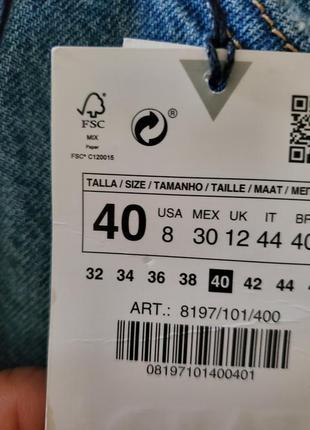 FSC
MIX
Paper
FSC® C120015
®
TALLA / SIZE / TAMANHO / TAILLE / MAAT /
40
USA MEX UK IT BR
8 30 12 44 40
32 34 36 38 40 42 44
ART.: 8197/101/400
08197101400401